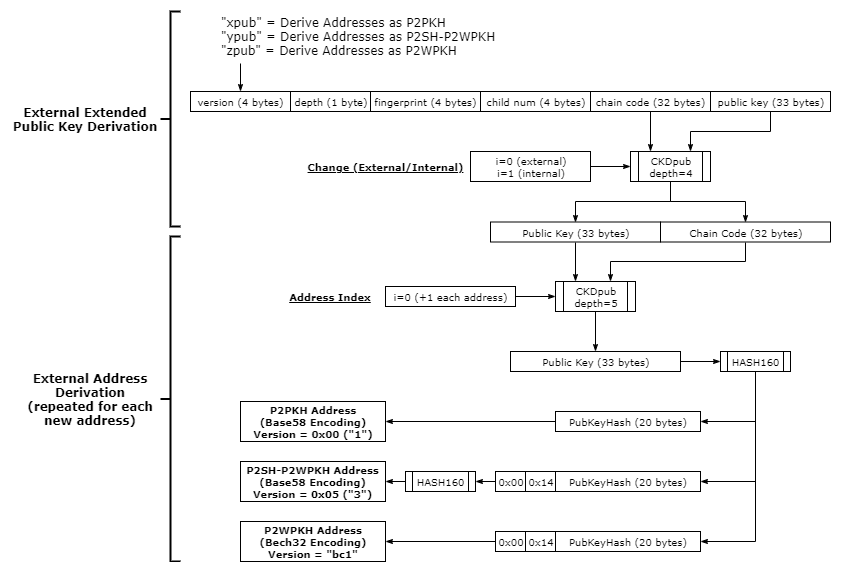 "xpub" = Derive Addresses as P2PKH
"ypub" = Derive Addresses as P2SH-P2WPKH
"zpub" = Derive Addresses as P2WPKH
External Extended
Public Key Derivation
version (4 bytes) depth (1 byte) fingerprint (4 bytes) child num (4 bytes) chain code (32 bytes) public key (33 bytes)
Change (External/Internal)
i=0 (external)
i=1 (internal)
CKDpub
depth=4
Public Key (33 bytes) Chain Code (32 bytes)
Address Index
i=0 (+1 each address)
CKDpub
depth=5
Public Key (33 bytes)
HASH160
External Address
Derivation
(repeated for each
new address)
P2PKH Address
(Base58 Encoding)
Version = 0x00 ("1")
PubKeyHash (20 bytes)
P2SH-P2WPKH Address
(Base58 Encoding)
Version = 0x05 ("3")
HASH160
0x00 0x14 PubKeyHash (20 bytes)
P2WPKH Address
(Bech32 Encoding)
Version = "bc1"
0x00 0x14 PubKeyHash (20 bytes)